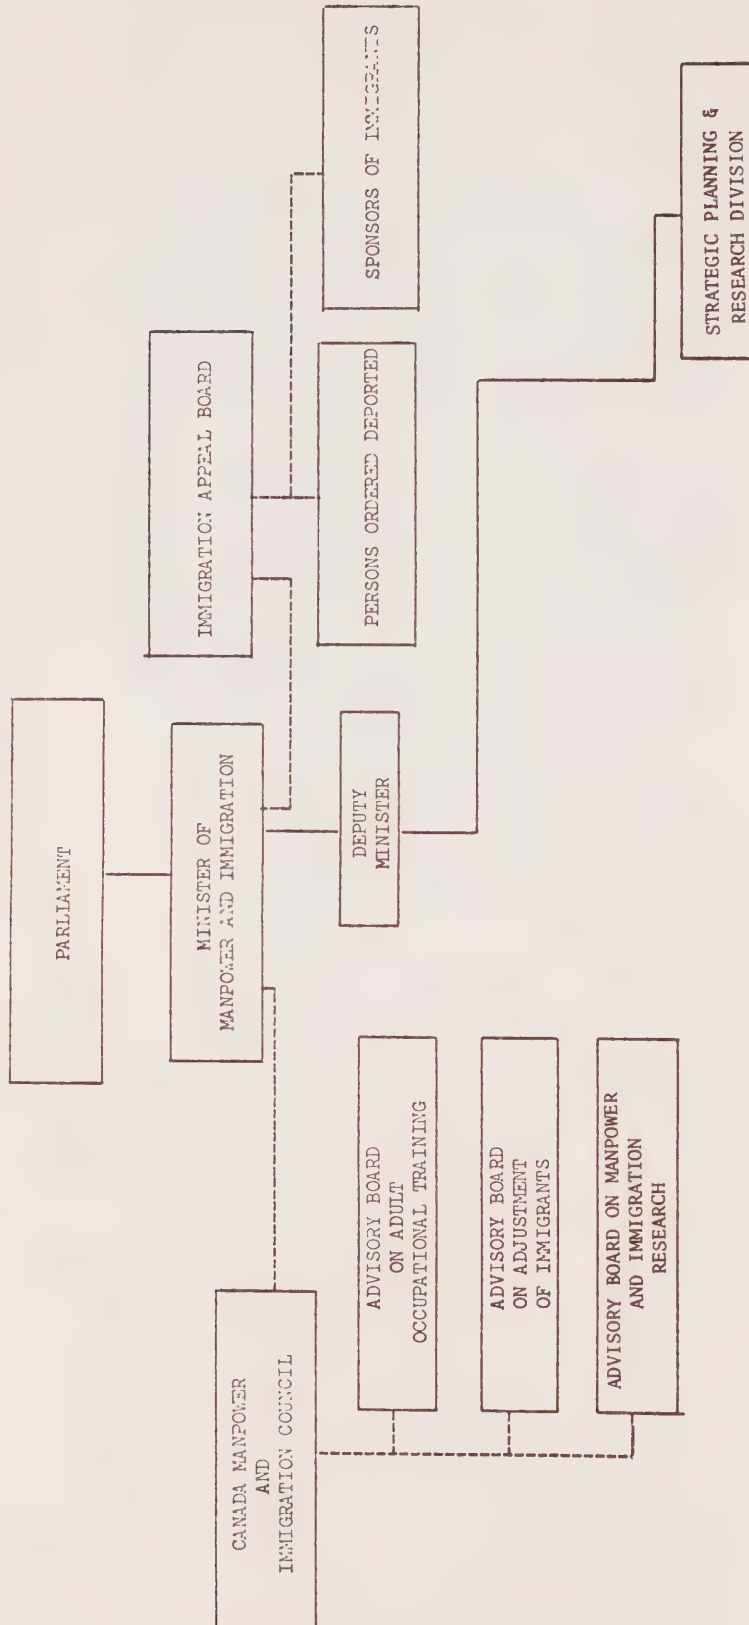 PARLIAMENT
MINISTER OF
MANPOWER AND IMMIGRATION
IMMIGRATION APPEAL BOARD
CANADA MANPOWER
AND
IMMIGRATION COUNCIL
DEPUTY
MINISTER
PERSONS ORDERED DEPORTED
SPONSORS OF IMMIGRANTS
ADVISORY BOARD
ON ADULT
OCCUPATIONAL TRAINING
ADVISORY BOARD
ON ADJUSTMENT
OF IMMIGRANTS
ADVISORY BOARD ON MANPOWER
AND IMMIGRATION
RESEARCH
STRATEGIC PLANNING &
RESEARCH DIVISION